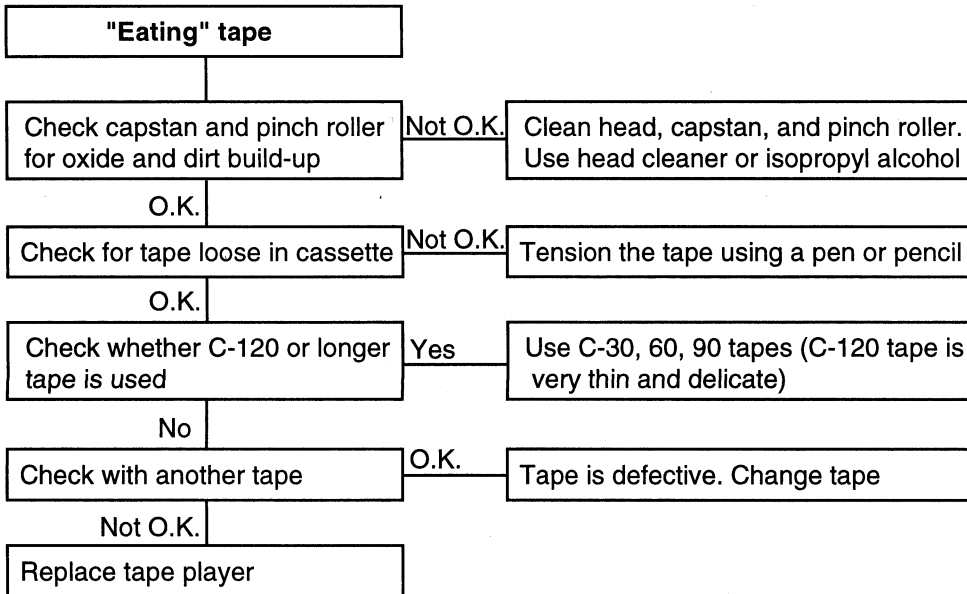 "Eating" tape
Check capstan and pinch roller
for oxide and dirt build-up
Not O.K.
Clean head, capstan, and pinch roller.
Use head cleaner or isopropyl alcohol
O.K.
Check for tape loose in cassette
Not O.K.
Tension the tape using a pen or pencil
O.K.
Check whether C-120 or longer
tape is used
Yes
Use C-30, 60, 90 tapes (C-120 tape is
very thin and delicate)
No
Check with another tape
O.K.
Tape is defective. Change tape
Not O.K.
Replace tape player